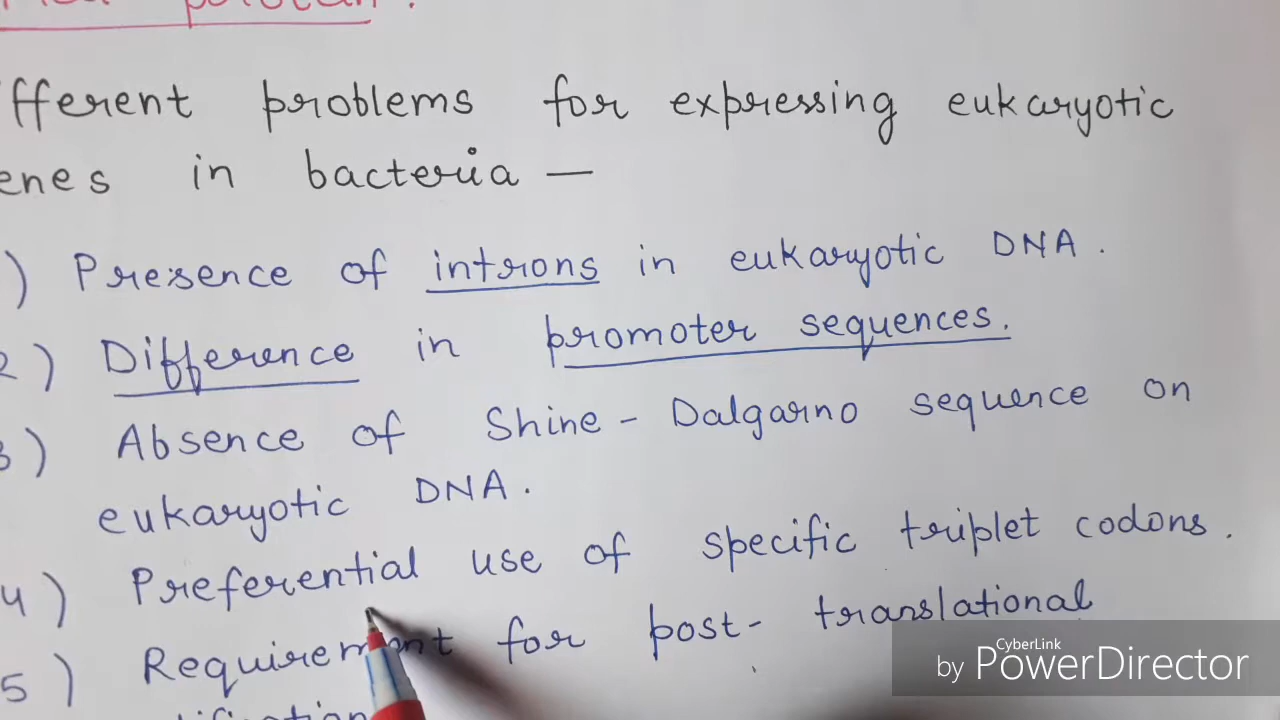 fferent problems for expressing eukaryotic
enes in bacteria —
) Presence of introns in eukaryotic DNA.
2) Difference in promoter sequences.
3) Absence of Shine - Dalgarno sequence on
eukaryotic DNA.
4) Preferential use of specific triplet codons.
5) Requirement for post- translational
by CyberLink PowerDirector